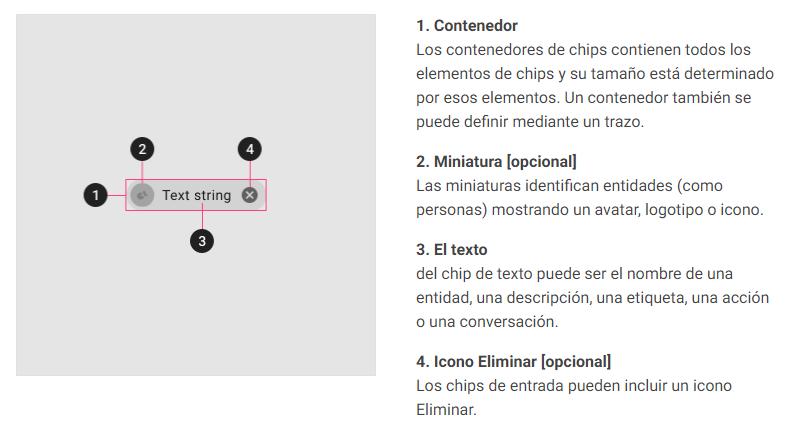 2
4
1
Text string
3
1. Contenedor
Los contenedores de chips contienen todos los
elementos de chips y su tamaño está determinado
por esos elementos. Un contenedor también se
puede definir mediante un trazo.
2. Miniatura [opcional]
Las miniaturas identifican entidades (como
personas) mostrando un avatar, logotipo o icono.
3. El texto
del chip de texto puede ser el nombre de una
entidad, una descripción, una etiqueta, una acción
o una conversación.
4. Icono Eliminar [opcional]
Los chips de entrada pueden incluir un icono
Eliminar.